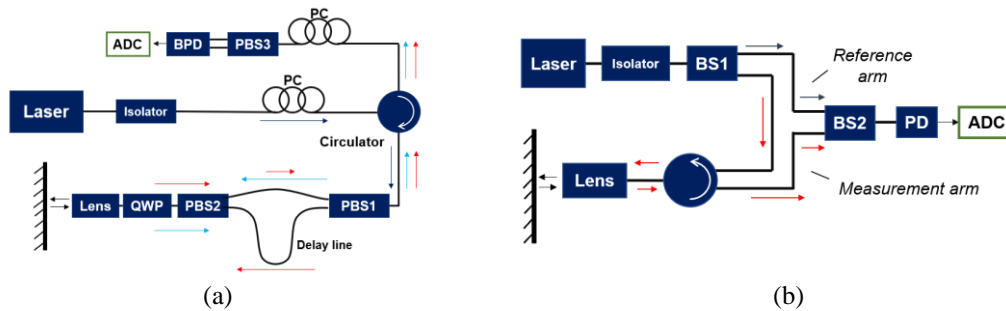 PC
ADC
BPD
PBS3
PC
Laser
Isolator
Circulator
Lens
QWP
PBS2
PBS1
Delay line
(a)
Laser
Isolator
BS1
Reference
arm
BS2
PD
ADC
Lens
Measurement arm
(b)